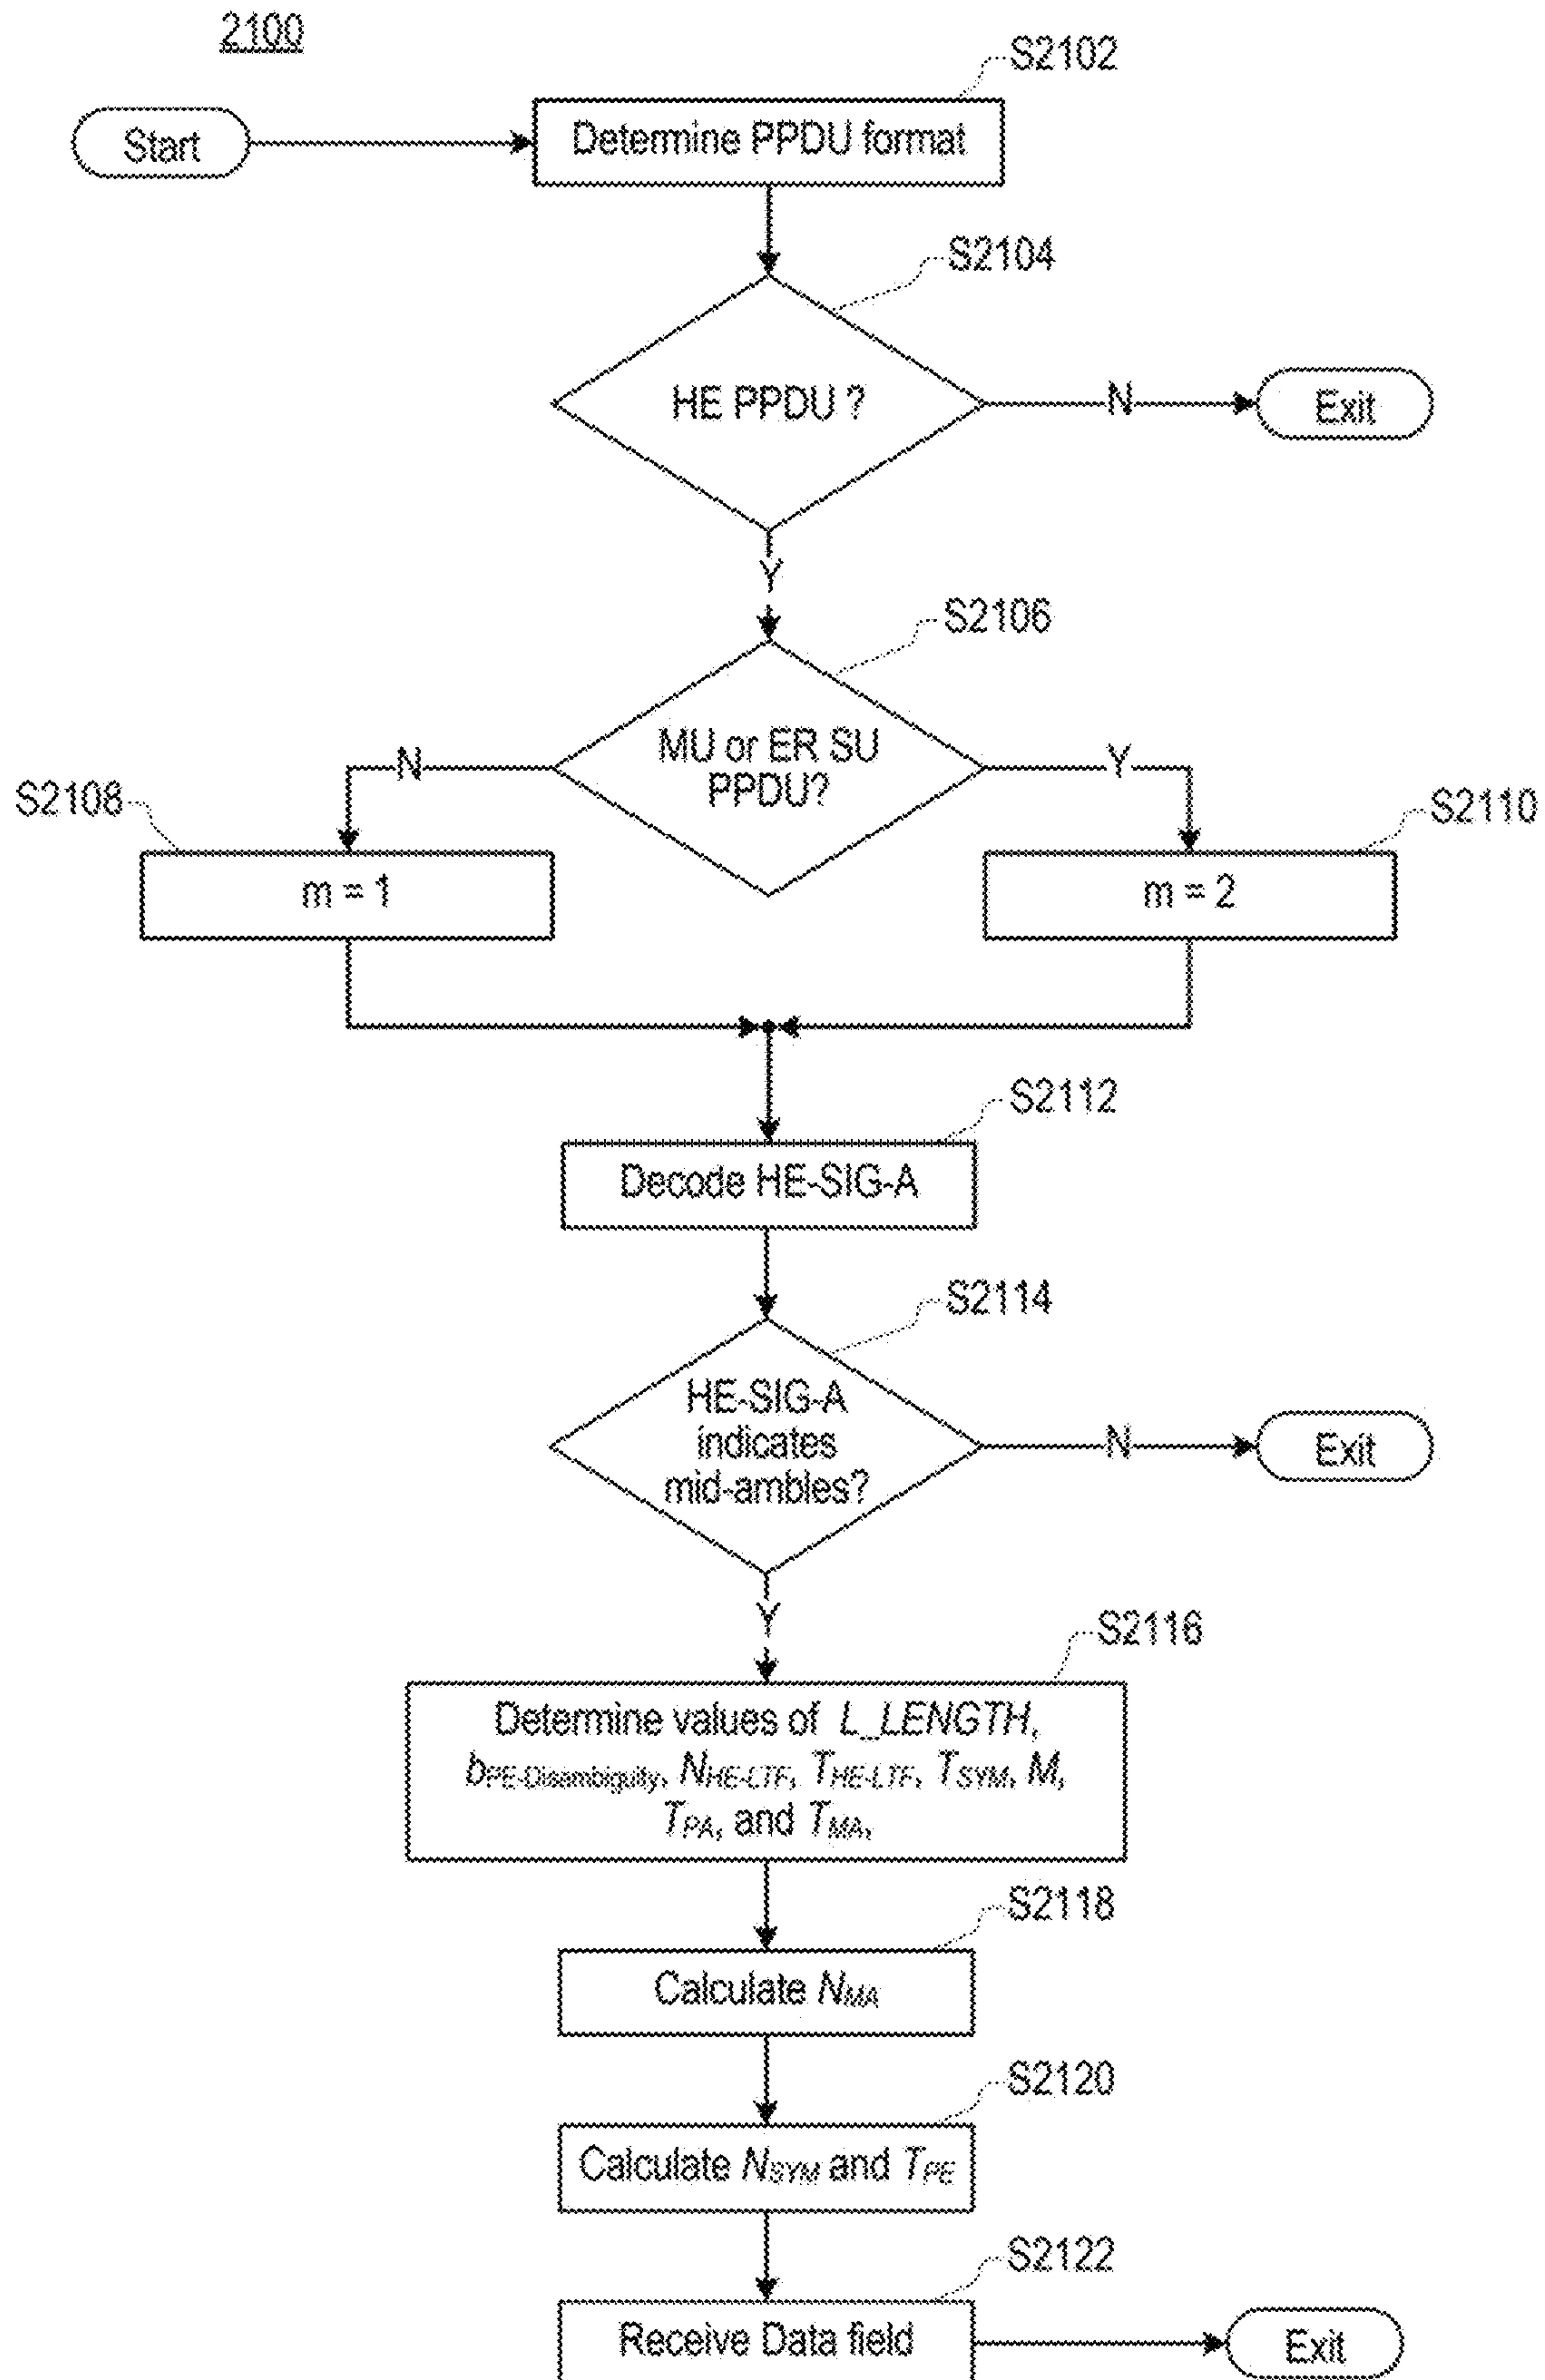 2100
S2102
Start
Determine PPDU format
S2104
HE PPDU ?
N
Exit
Y
S2106
MU or ER SU
PPDU?
N
Y
S2108
S2110
m = 1
m = 2
S2112
Decode HE-SIG-A
S2114
HE-SIG-A
indicates
mid-ambles?
N
Exit
Y
S2116
Determine values of L_LENGTH,
bPE-Disambiguity, NHE-LTF, THE-LTF, TSYM, M,
TPA, and TMA,
S2118
Calculate NMA
S2120
Calculate NSYM and TPE
S2122
Receive Data field
Exit